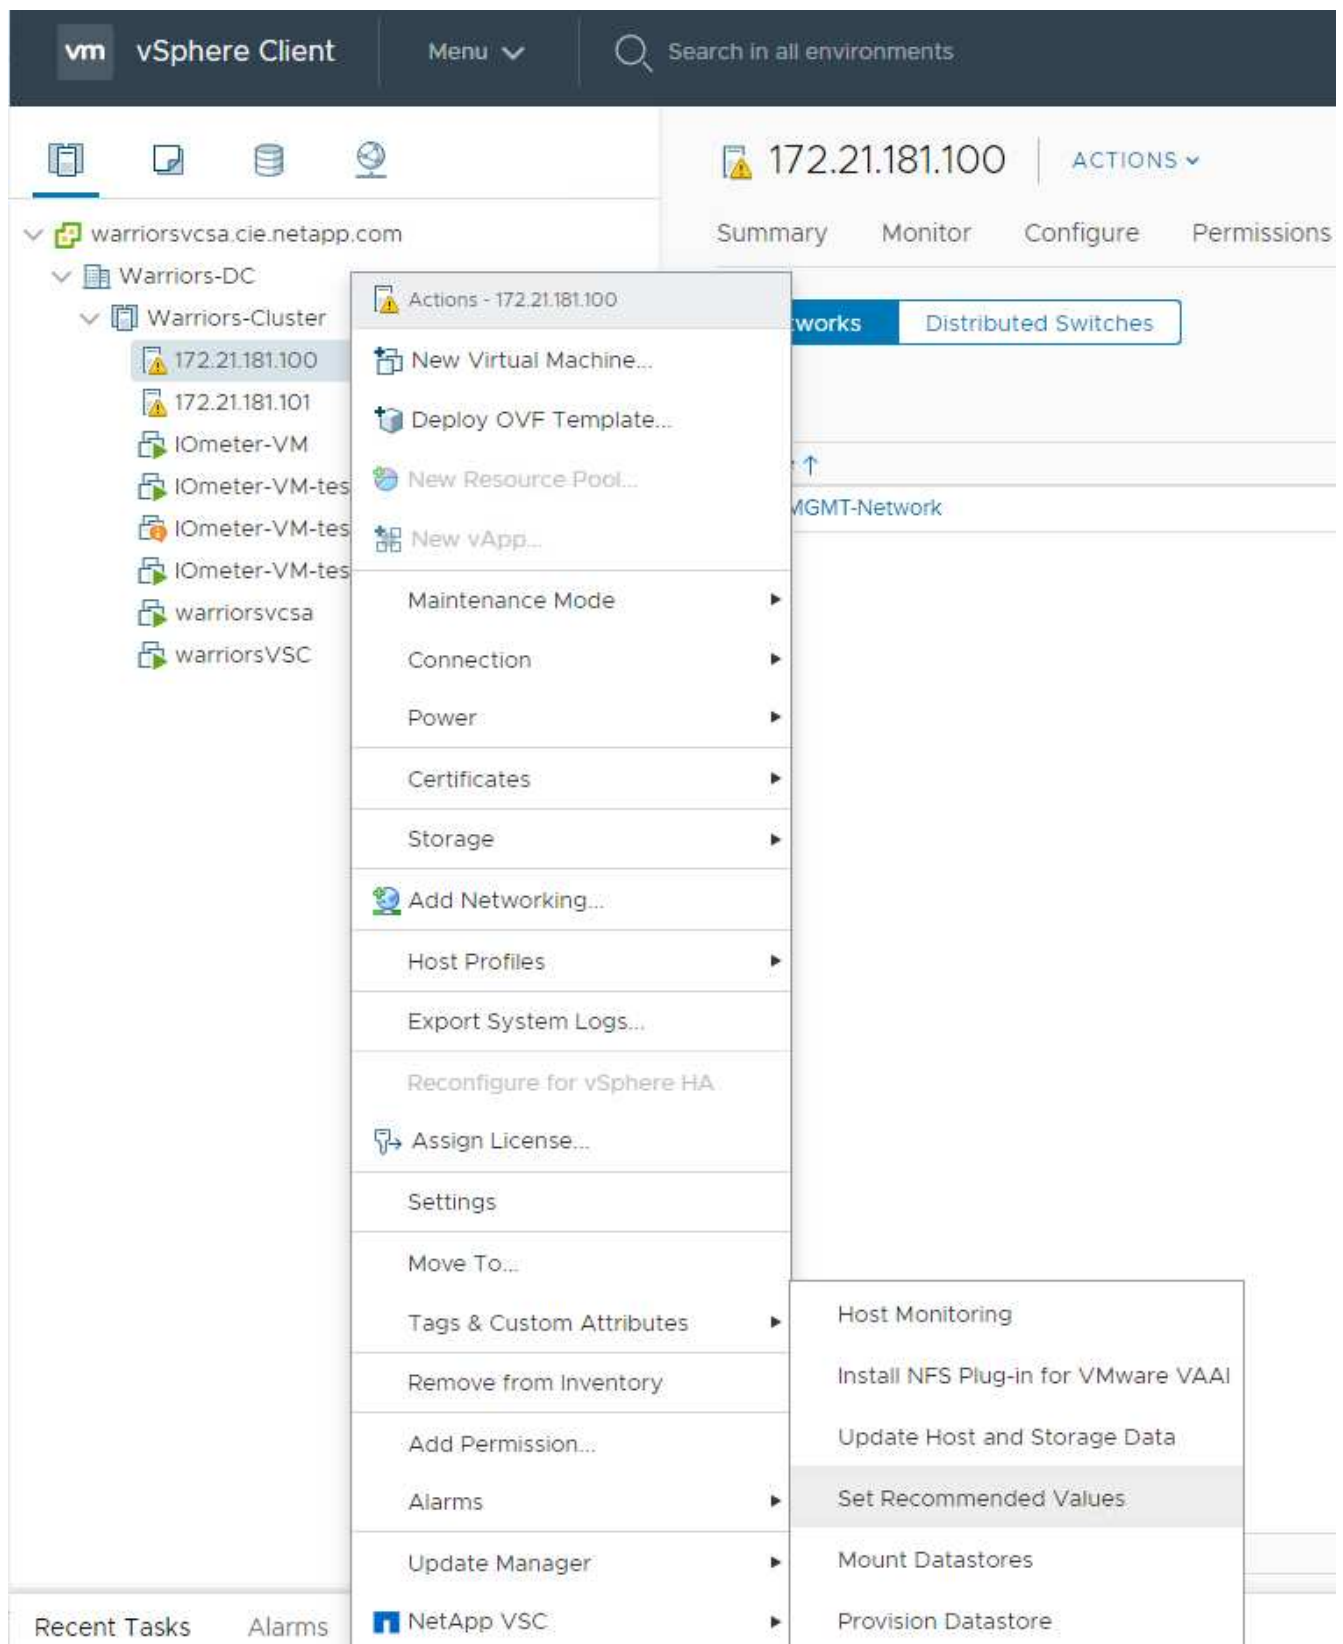 vm vSphere Client Menu Search in all environments
172.21.181.100 ACTIONS
Summary Monitor Configure Permissions
Distributed Switches
MGMT-Network
warriorsvcsa.cie.netapp.com
Warriors-DC
Warriors-Cluster
172.21.181.100
172.21.181.101
IOmeter-VM
IOmeter-VM-tes
IOmeter-VM-tes
IOmeter-VM-tes
warriorsvcsa
warriorsVSC
Actions - 172.21.181.100
New Virtual Machine...
Deploy OVF Template...
New Resource Pool...
New vApp...
Maintenance Mode
Connection
Power
Certificates
Storage
Add Networking...
Host Profiles
Export System Logs...
Reconfigure for vSphere HA
Assign License...
Settings
Move To...
Tags & Custom Attributes
Remove from Inventory
Add Permission...
Alarms
Update Manager
NetApp VSC
Host Monitoring
Install NFS Plug-in for VMware VAAI
Update Host and Storage Data
Set Recommended Values
Mount Datastores
Provision Datastore
Recent Tasks Alarms